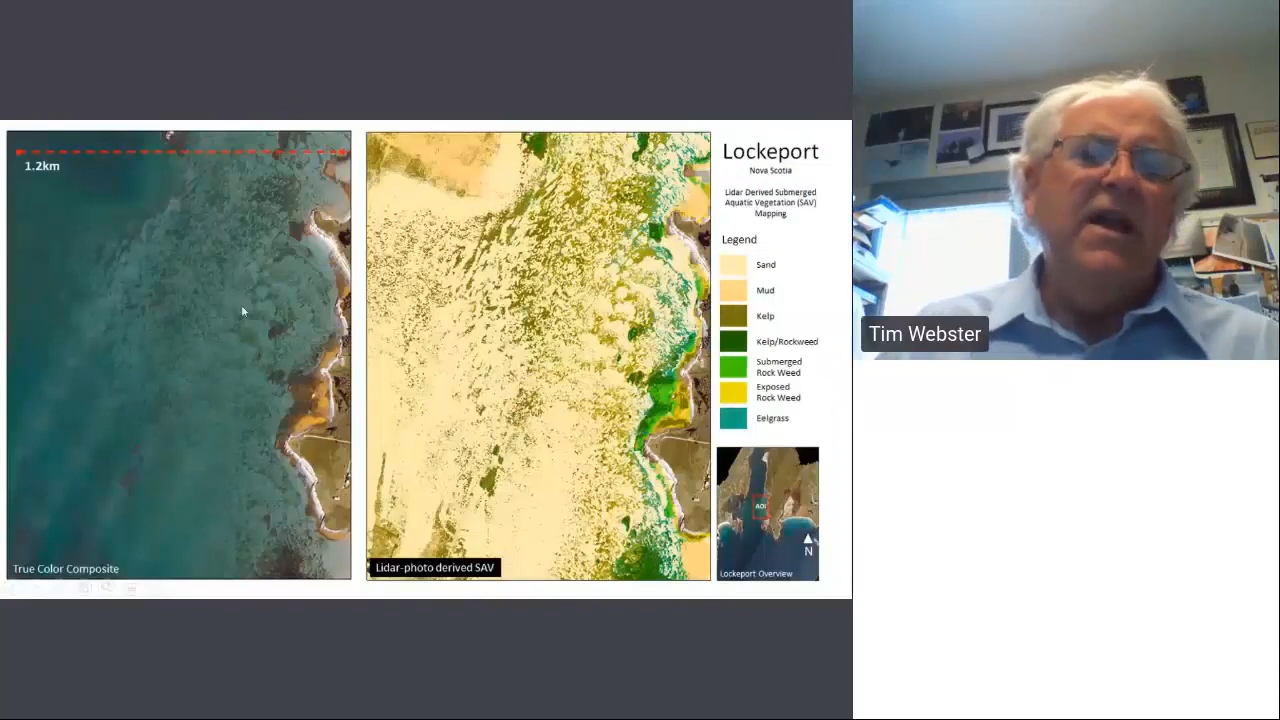 1.2km
True Color Composite
Lidar-photo derived SAV
Lockeport
Nova Scotia
Lidar Derived Submerged
Aquatic Vegetation (SAV)
Mapping
Legend
Sand
Mud
Kelp
Kelp/Rockweed
Submerged
Rock Weed
Exposed
Rock Weed
Eelgrass
AOI
N
Lockeport Overview
Tim Webster